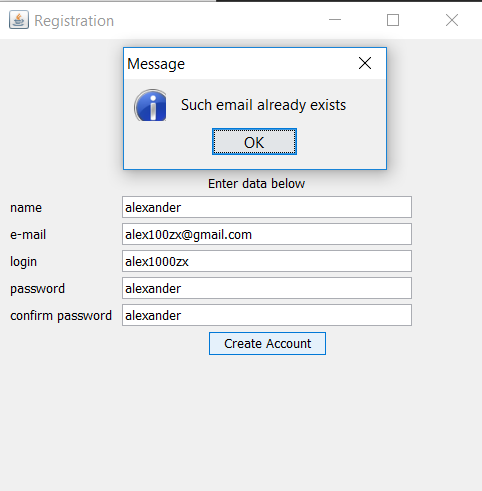 Registration
Message
Such email already exists
OK
Enter data below
name alexander
e-mail alex100zx@gmail.com
login alex1000zx
password alexander
confirm password alexander
Create Account